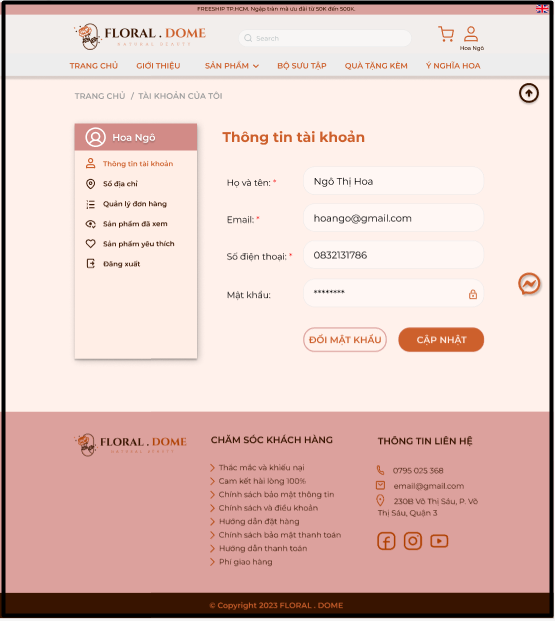 FREESHIP TP.HCM. Ngập tràn mã ưu đãi từ 50K đến 500K.
FLORAL . DOME
NATURAL BEAUTY
Search
Hoa Ngô
TRANG CHỦ GIỚI THIỆU SẢN PHẨM BỘ SƯU TẬP QUÀ TẶNG KÈM Ý NGHĨA HOA
TRANG CHỦ / TÀI KHOẢN CỦA TÔI
Hoa Ngô
Thông tin tài khoản
Sổ địa chỉ
Quản lý đơn hàng
Sản phẩm đã xem
Sản phẩm yêu thích
Đăng xuất
Thông tin tài khoản
Họ và tên: * Ngô Thị Hoa
Email: * hoango@gmail.com
Số điện thoại: * 0832131786
Mật khẩu: ********
ĐỔI MẬT KHẨU CẬP NHẬT
FLORAL . DOME
NATURAL BEAUTY
CHĂM SÓC KHÁCH HÀNG
Thắc mắc và khiếu nại
Cam kết hài lòng 100%
Chính sách bảo mật thông tin
Chính sách và điều khoản
Hướng dẫn đặt hàng
Chính sách bảo mật thanh toán
Hướng dẫn thanh toán
Phí giao hàng
THÔNG TIN LIÊN HỆ
0795 025 368
email@gmail.com
230B Võ Thị Sáu, P. Võ
Thị Sáu, Quận 3
© Copyright 2023 FLORAL . DOME